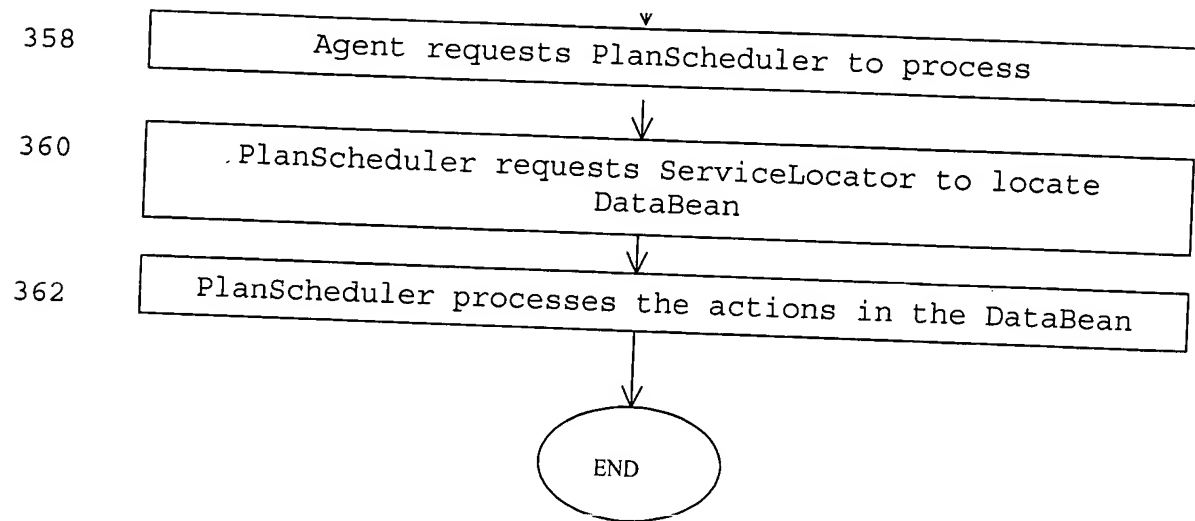 358
Agent requests PlanScheduler to process
360
PlanScheduler requests ServiceLocator to locate
DataBean
362
PlanScheduler processes the actions in the DataBean
END